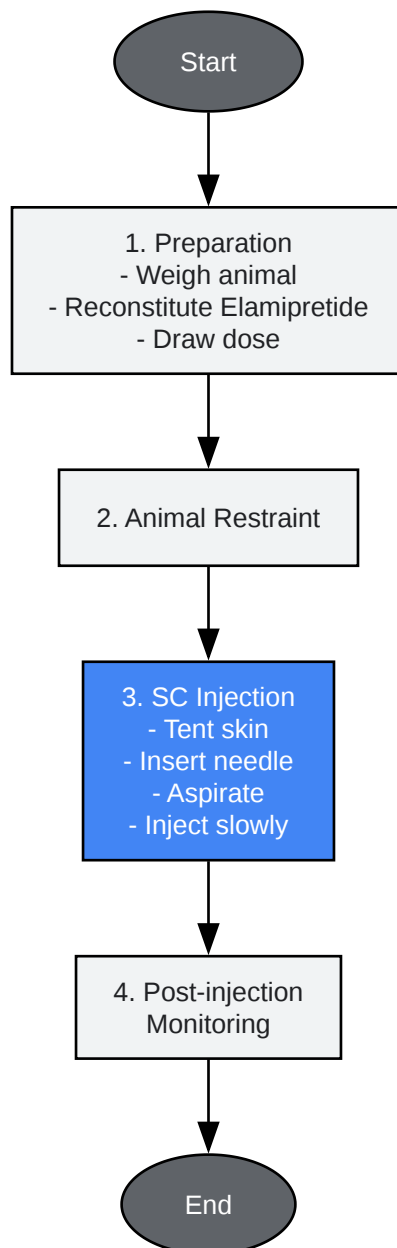 Start
1. Preparation
- Weigh animal
- Reconstitute Elamipretide
- Draw dose
2. Animal Restraint
3. SC Injection
- Tent skin
- Insert needle
- Aspirate
- Inject slowly
4. Post-injection
Monitoring
End